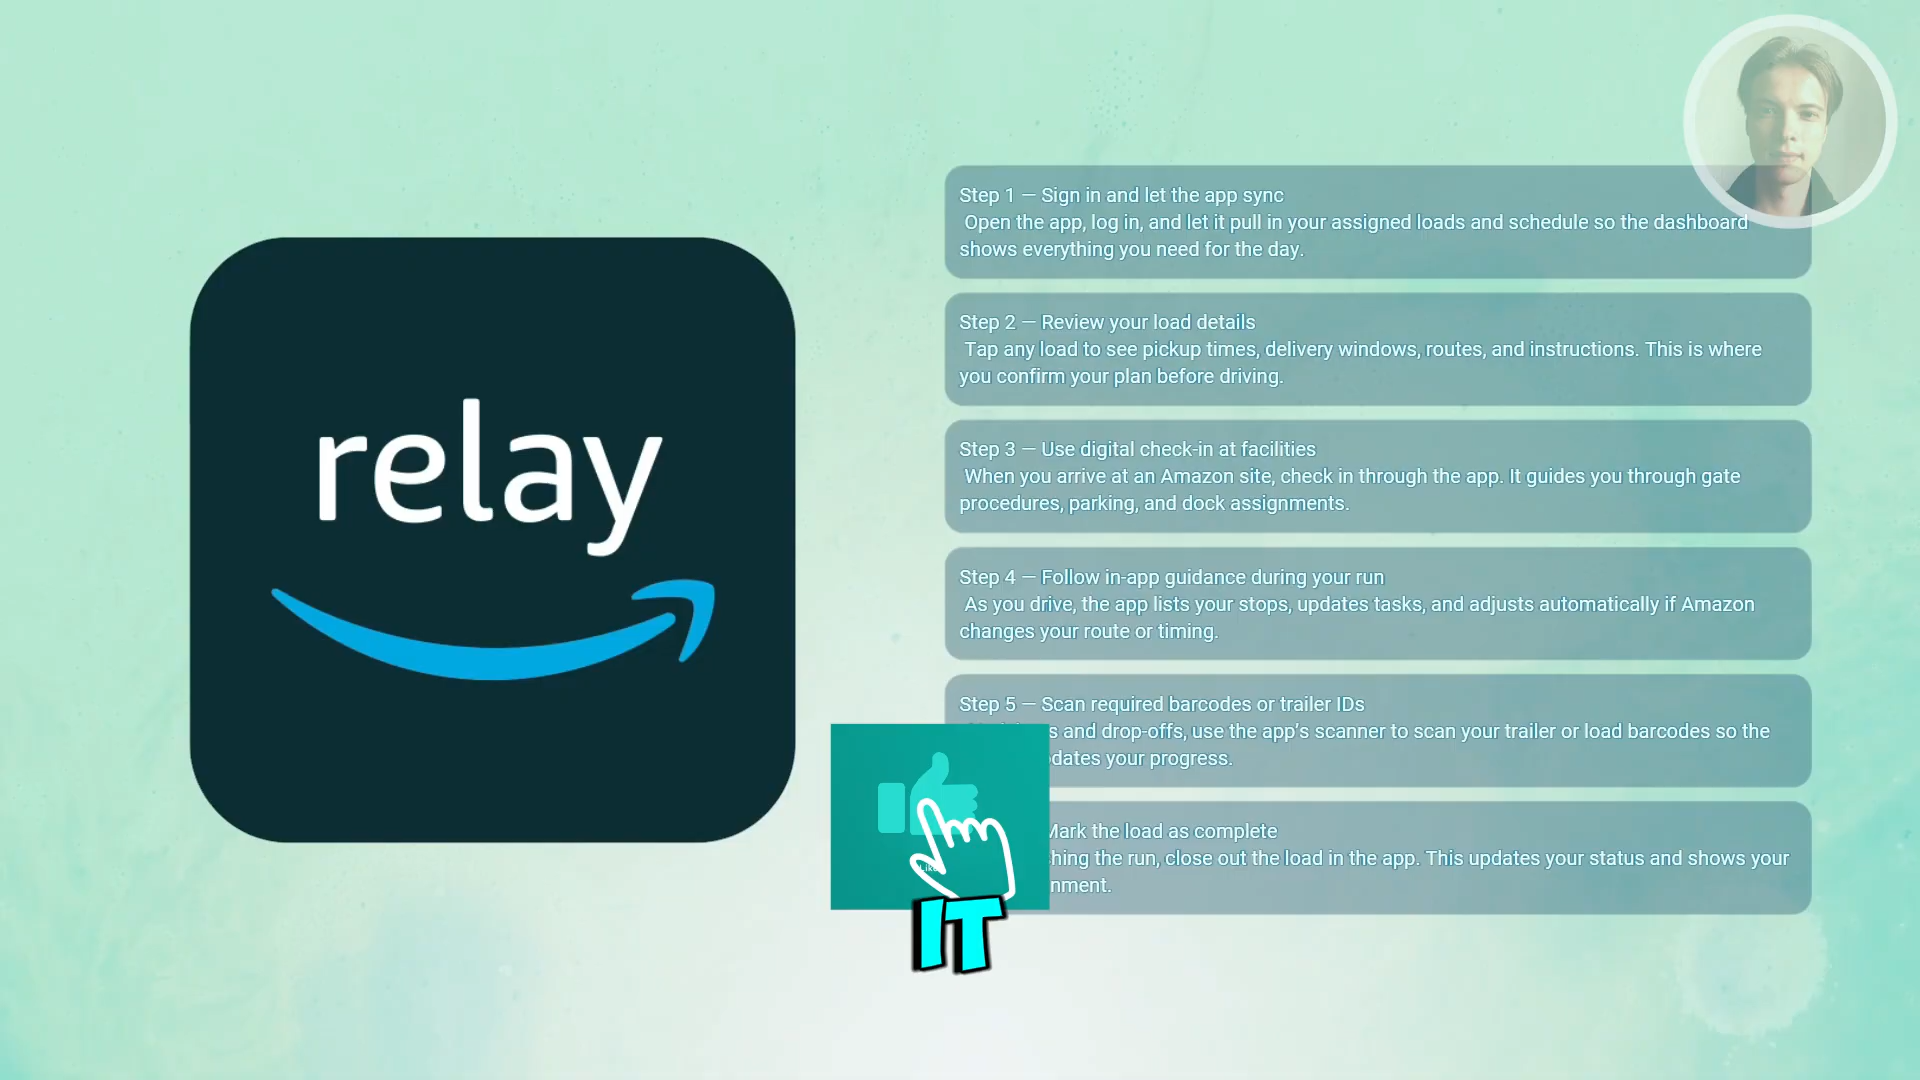 relay
Step 1 — Sign in and let the app sync
Open the app, log in, and let it pull in your assigned loads and schedule so the dashboard
shows everything you need for the day.
Step 2 — Review your load details
Tap any load to see pickup times, delivery windows, routes, and instructions. This is where
you confirm your plan before driving.
Step 3 — Use digital check-in at facilities
When you arrive at an Amazon site, check in through the app. It guides you through gate
procedures, parking, and dock assignments.
Step 4 — Follow in-app guidance during your run
As you drive, the app lists your stops, updates tasks, and adjusts automatically if Amazon
changes your route or timing.
Step 5 — Scan required barcodes or trailer IDs
and drop-offs, use the app's scanner to scan your trailer or load barcodes so the
your progress.
Mark the load as complete
the run, close out the load in the app. This updates your status and shows your
IT